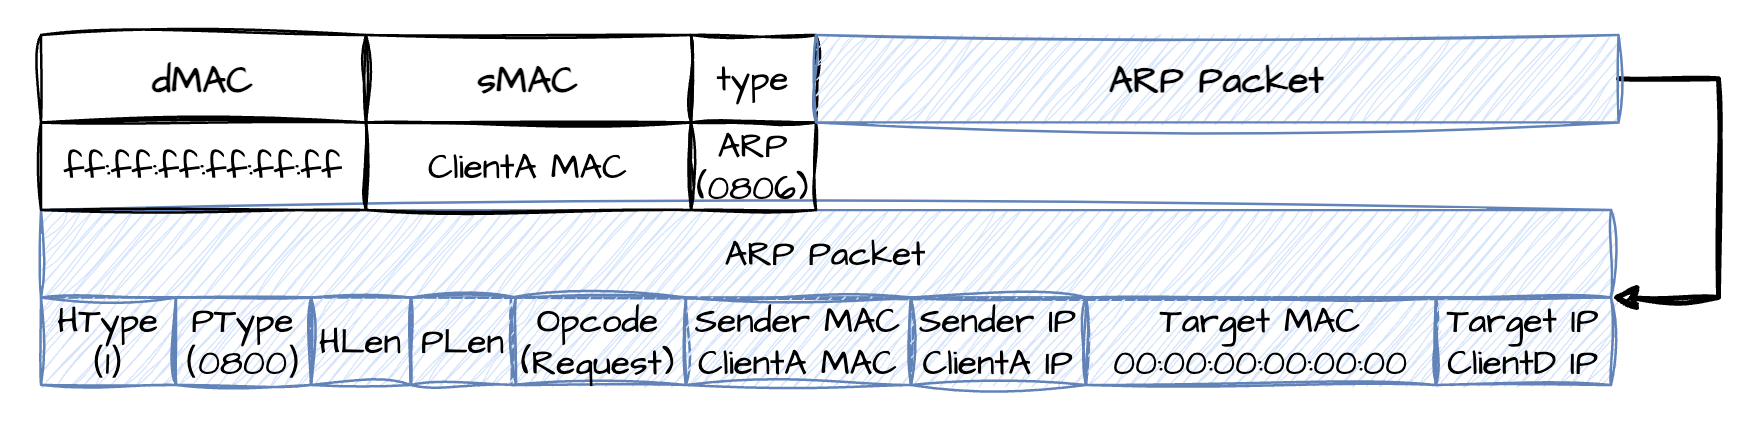 dMAC
sMAC
type
ARP Packet
ff:ff:ff:ff:ff:ff
ClientA MAC
ARP
(0806)
ARP Packet
HType
(1)
PType
(0800)
HLen
PLen
Opcode
(Request)
Sender MAC
ClientA MAC
Sender IP
ClientA IP
Target MAC
00:00:00:00:00:00
Target IP
ClientD IP